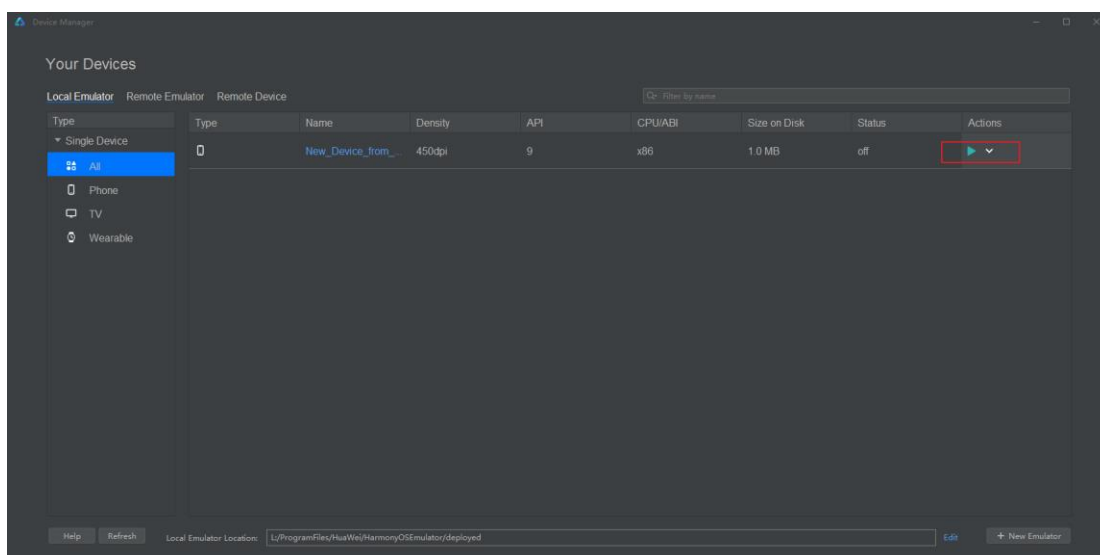 Device Manager
Your Devices
Local Emulator Remote Emulator Remote Device
Filter by name
Type
Single Device
All
Phone
TV
Wearable
Type Name Density API CPU/ABI Size on Disk Status Actions
New_Device_from_... 450dpi 9 x86 1.0 MB off
Help Refresh Local Emulator Location: L:/ProgramFiles/HuaWei/HarmonyOSEmulator/deployed Edit + New Emulator